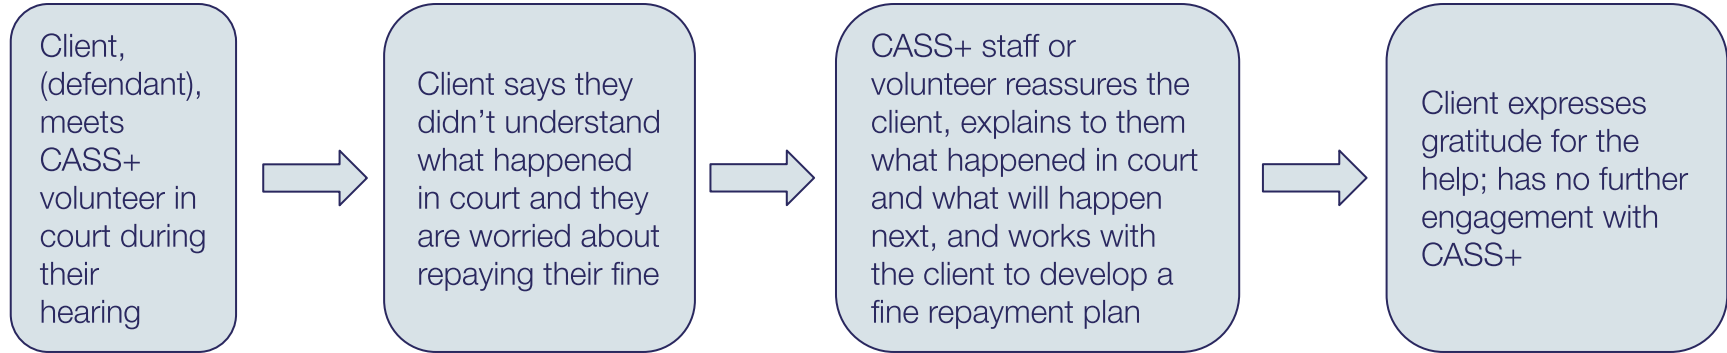 Client,
(defendant),
meets
CASS+
volunteer in
court during
their
hearing
Client says they
didn’t understand
what happened
in court and they
are worried about
repaying their fine
CASS+ staff or
volunteer reassures the
client, explains to them
what happened in court
and what will happen
next, and works with
the client to develop a
fine repayment plan
Client expresses
gratitude for the
help; has no further
engagement with
CASS+